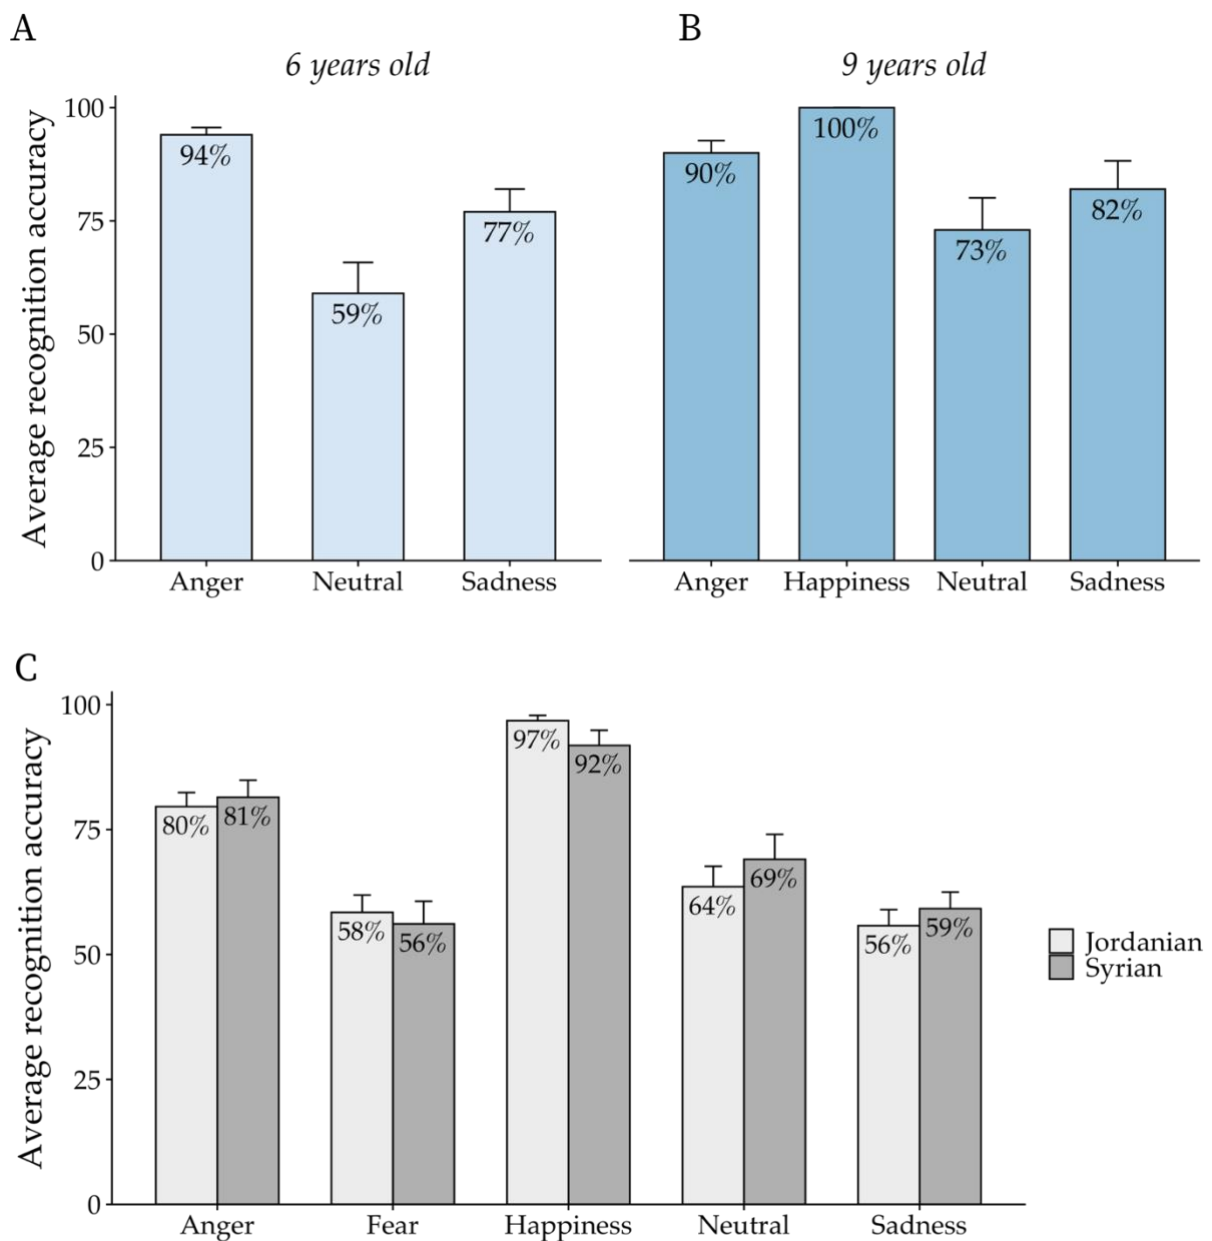 A
6 years old
Average recognition accuracy
100
75
50
25
0
94%
59%
77%
Anger Neutral Sadness
B
9 years old
90%
100%
73%
82%
Anger Happiness Neutral Sadness
C
Average recognition accuracy
100
75
50
25
0
80% 81%
58% 56%
97% 92%
64% 69%
56% 59%
Anger Fear Happiness Neutral Sadness
Jordanian
Syrian